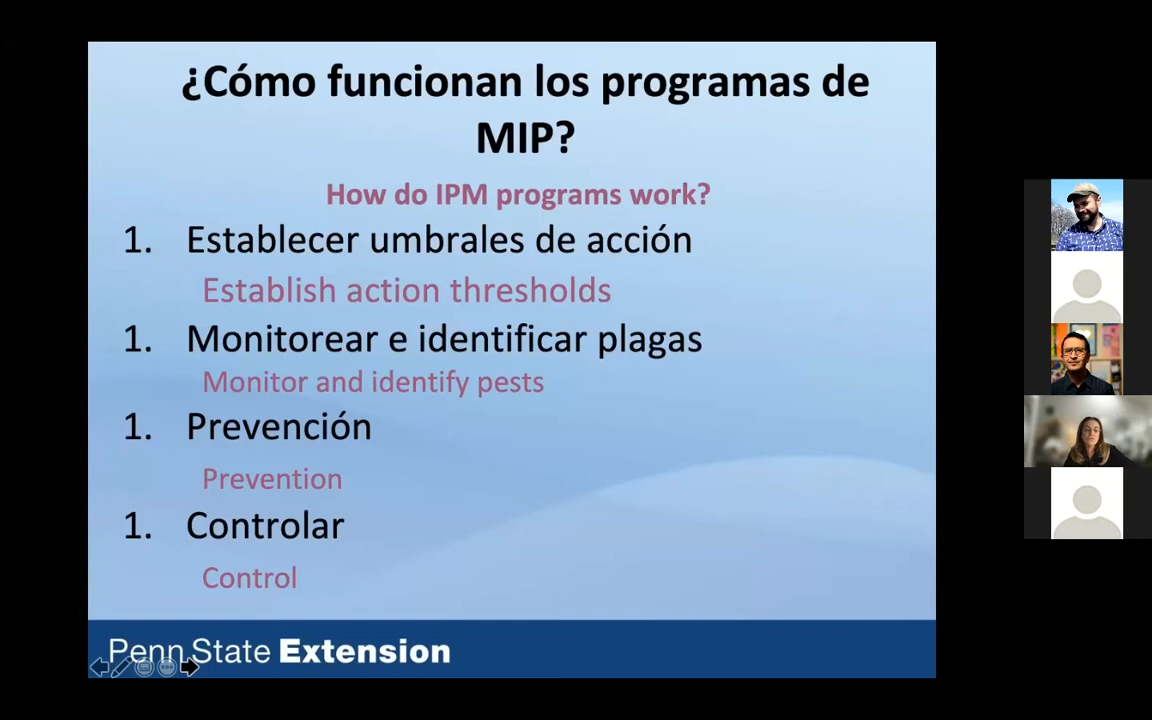 ¿Cómo funcionan los programas de
MIP?
How do IPM programs work?
1. Establecer umbrales de acción
Establish action thresholds
1. Monitorear e identificar plagas
Monitor and identify pests
1. Prevención
Prevention
1. Controlar
Control
Penn State Extension